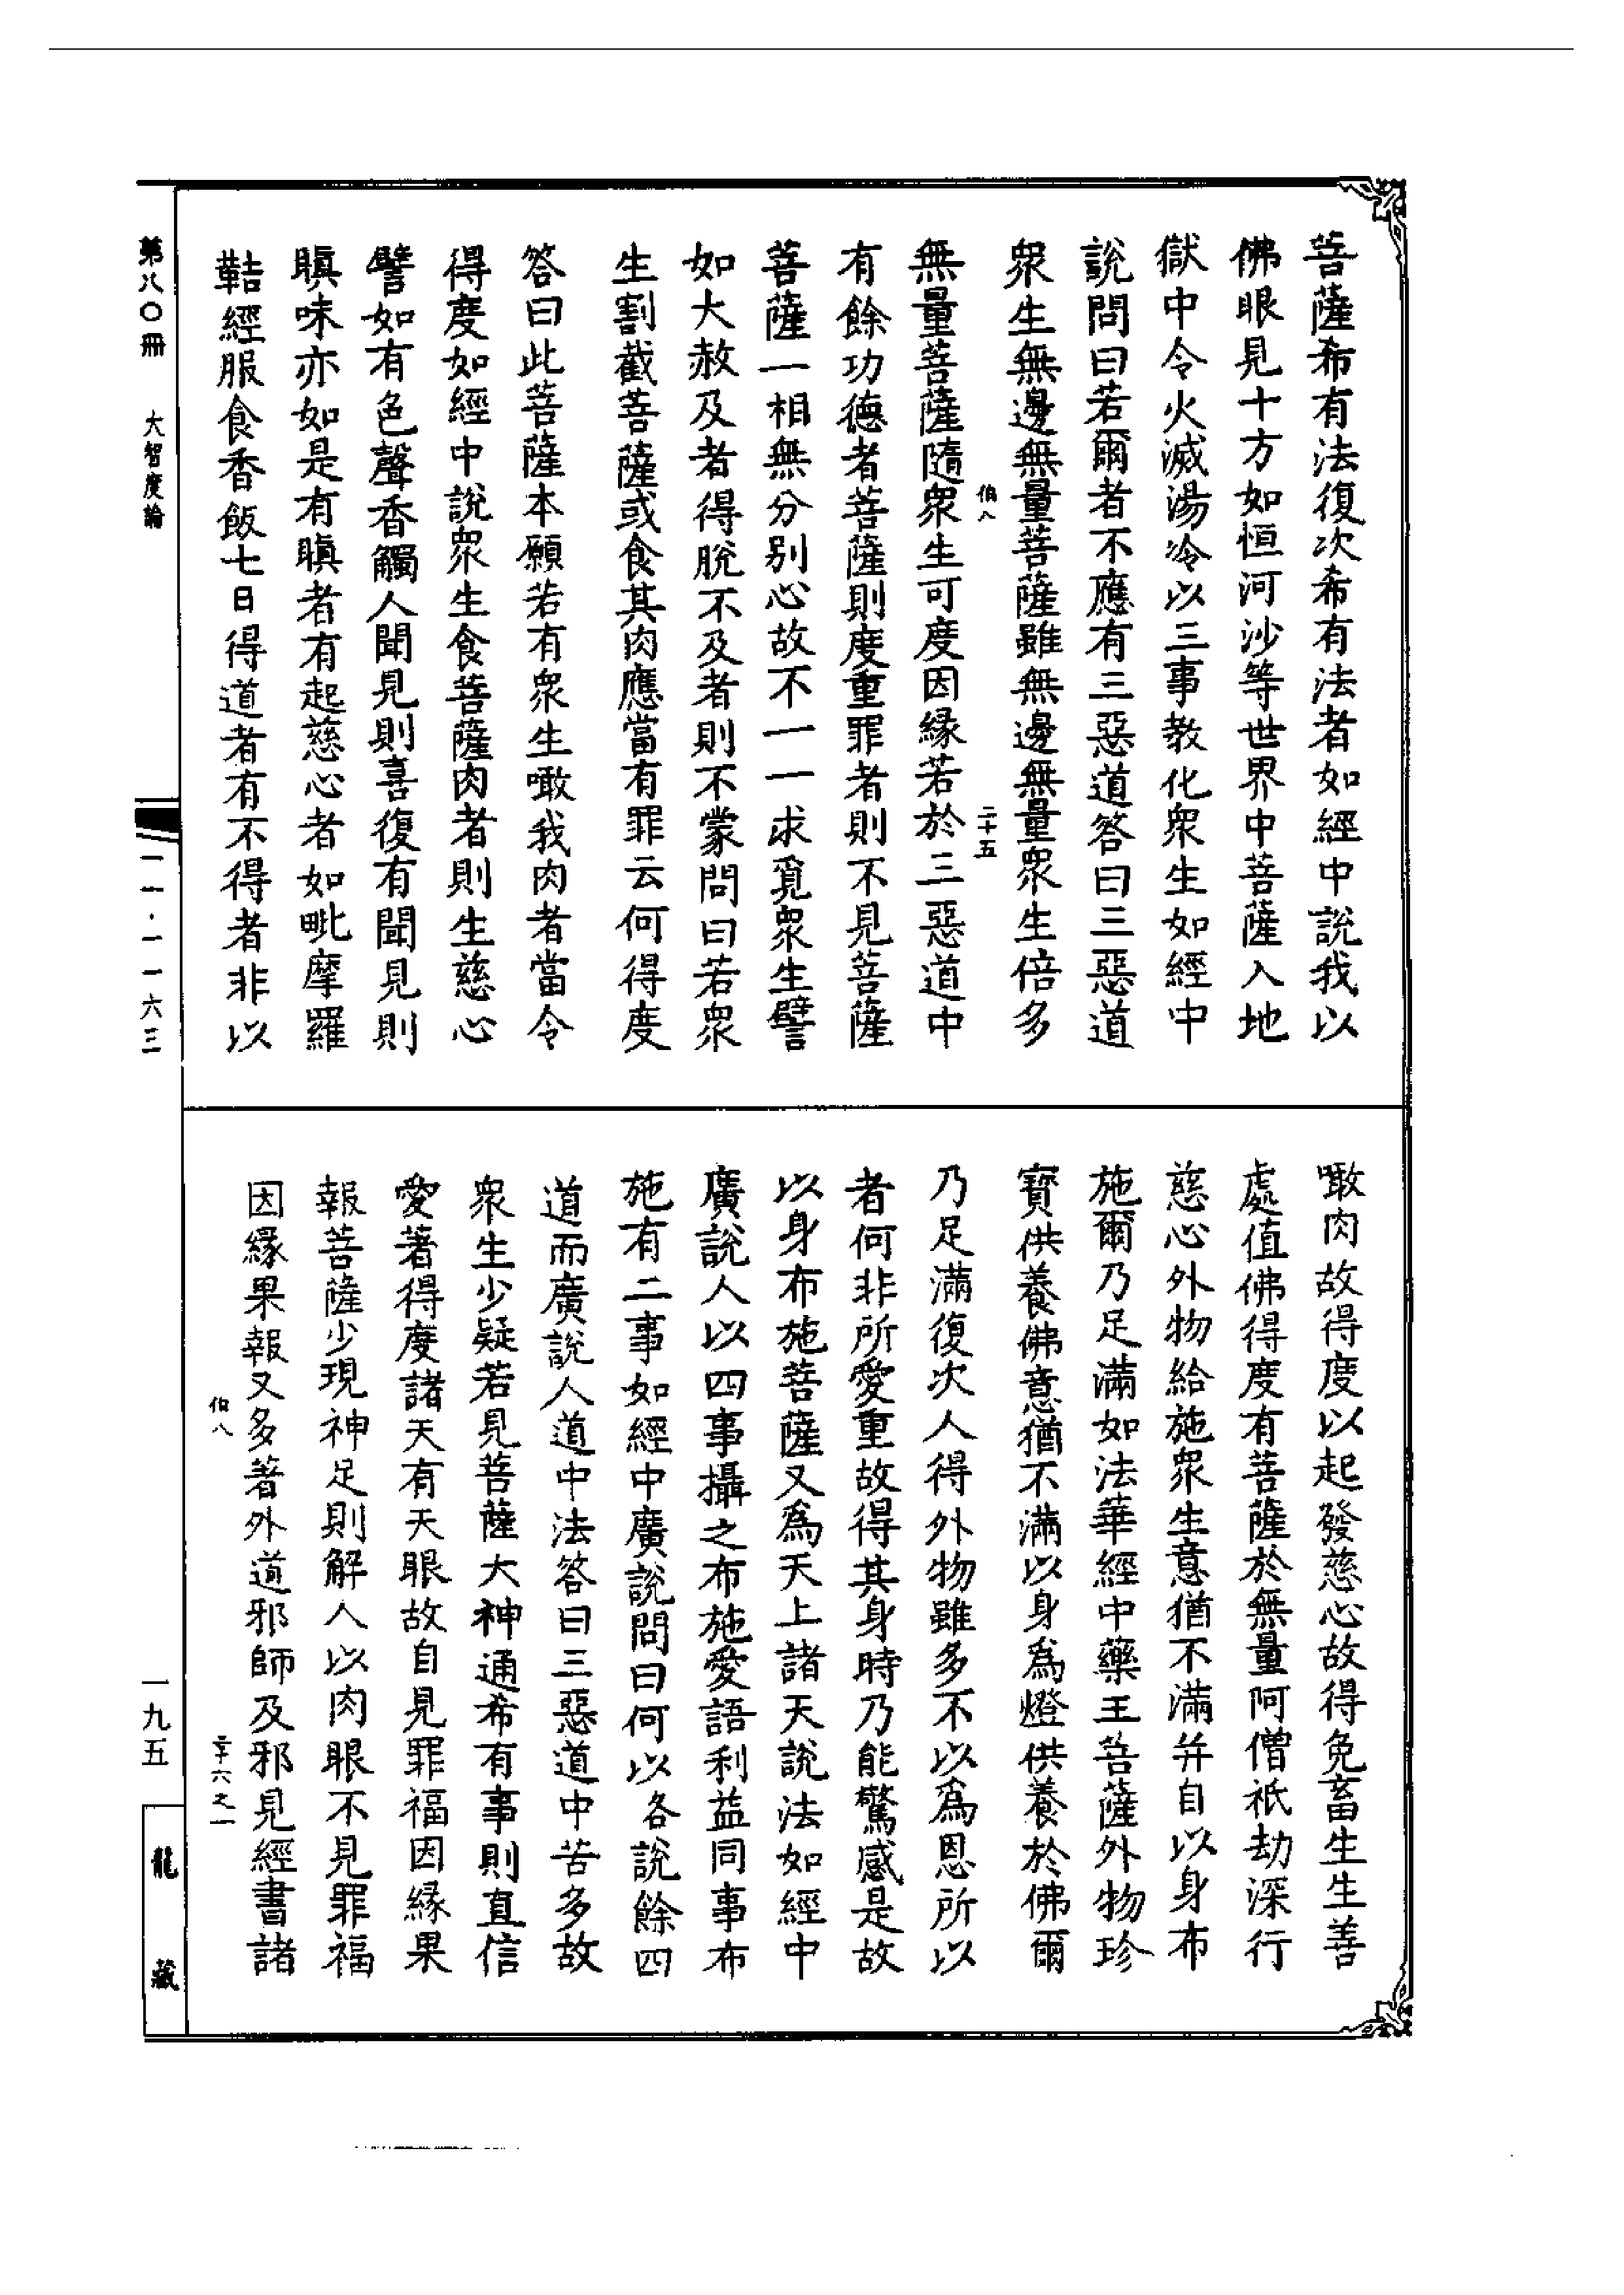 菩薩希有法復次希有法者如經中說我以
佛眼見十方如恒河沙等世界中菩薩入地
獄中令火滅湯冷以三事教化衆生如經中
說問曰若爾者不應有三惡道答曰三惡道
衆生無邊無量菩薩雖無邊無量衆生倍多
伯八
二十五
無量菩薩隨衆生可度因緣若於三惡道中
有餘功德者菩薩則度重罪者則不見菩薩
菩薩一相無分別心故不一一求覓衆生譬
如大赦及者得脫不及者則不蒙問曰若衆
生割截菩薩或食其肉應當有罪云何得度
答曰此菩薩本願若有衆生噉我肉者當令
得度如經中說衆生食菩薩肉者則生慈心
譬如有色聲香觸人聞見則喜復有聞見則
瞋味亦如是有瞋者有起慈心者如毗摩羅
鞊經服食香飯七日得道者有不得者非以
噉肉故得度以起發慈心故得免畜生生善
處值佛得度有菩薩於無量阿僧祇劫深行
慈心外物給施衆生意猶不滿并自以身布
施爾乃足滿如法華經中藥王菩薩外物珍
寶供養佛意猶不滿以身爲燈供養於佛爾
乃足滿復次人得外物雖多不以爲恩所以
者何非所愛重故得其身時乃能驚感是故
以身布施菩薩又爲天上諸天說法如經中
廣說人以四事攝之布施愛語利益同事布
施有二事如經中廣說問曰何以各說餘四
道而廣說人道中法答曰三惡道中苦多故
衆生少疑若見菩薩大神通希有事則直信
愛著得度諸天有天眼故自見罪福因緣果
報菩薩少現神足則解人以肉眼不見罪福
因緣果報又多著外道邪師及邪見經書諸
伯八
二十六之一
第八〇冊
大智度論
一一·一一六三
一九五
龍藏